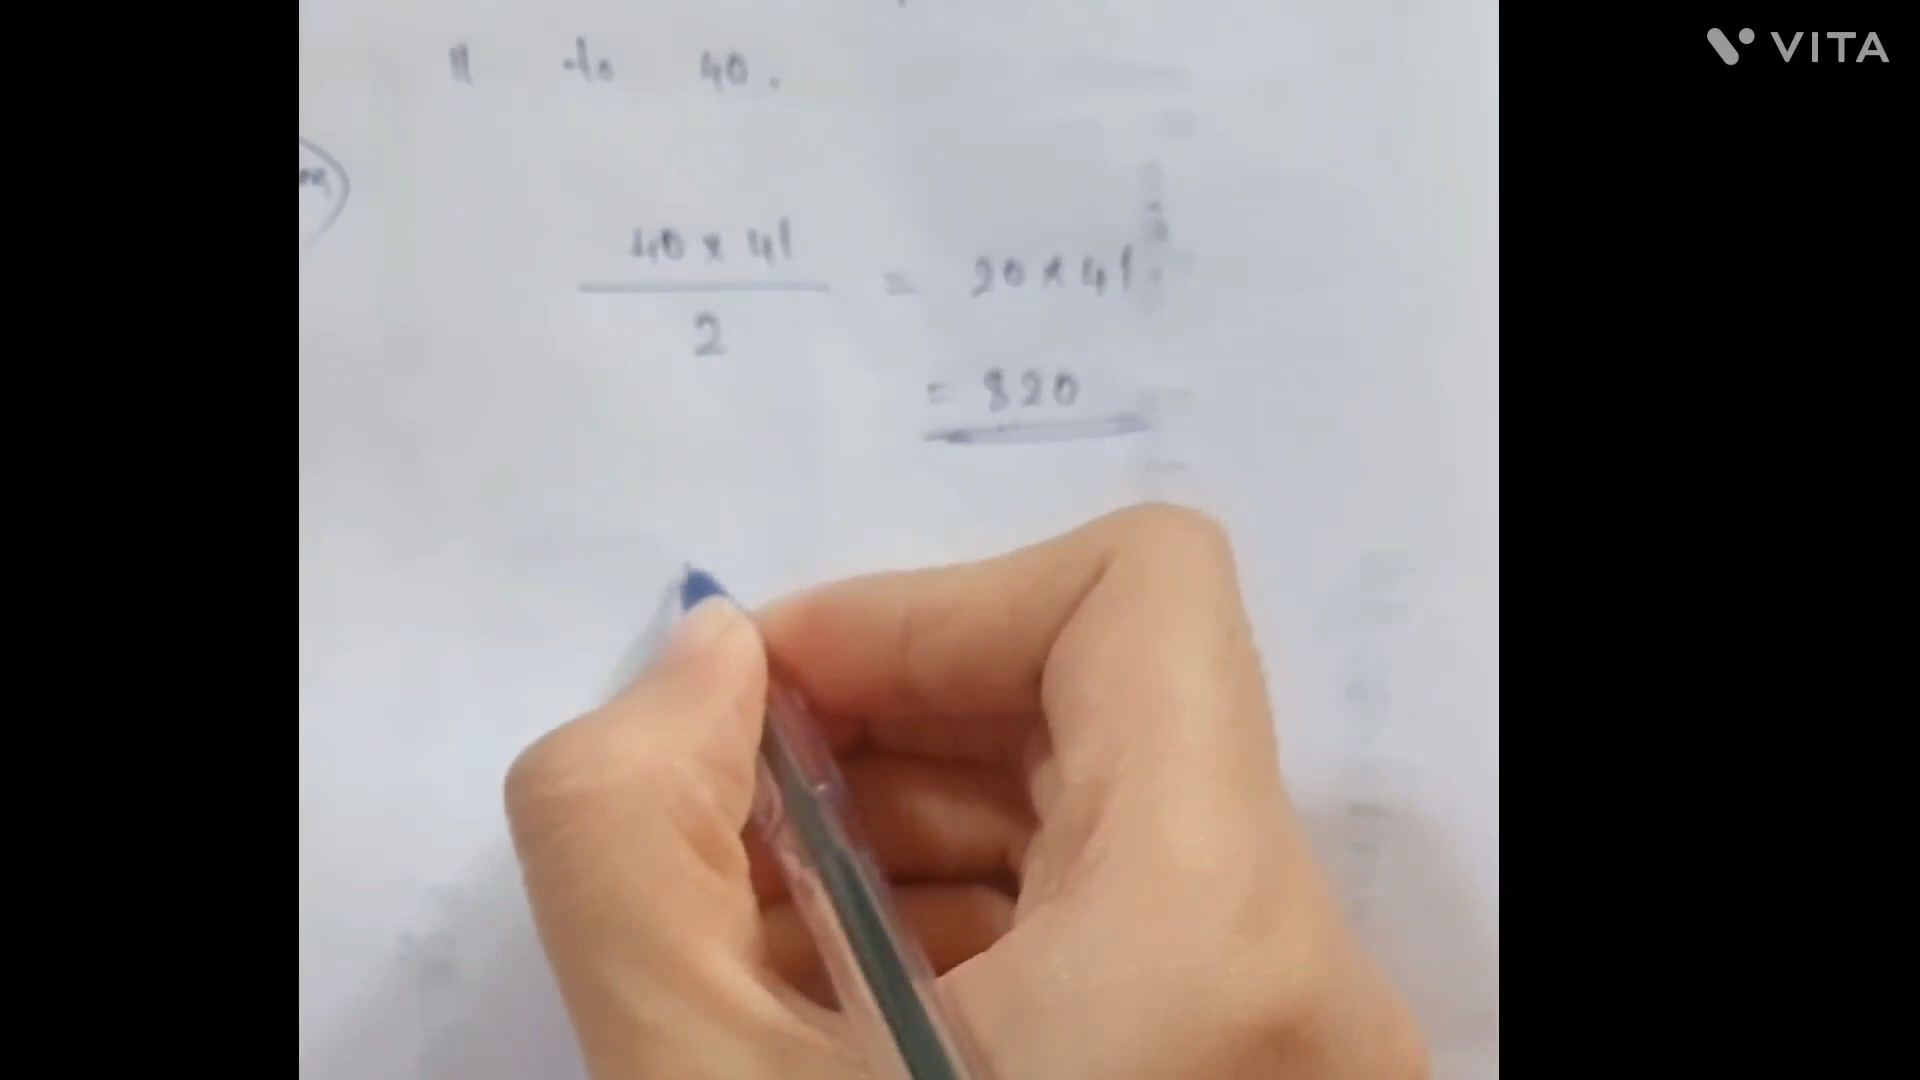 VITA
11 to 40.
40 × 41
2
= 20 × 41
= 820